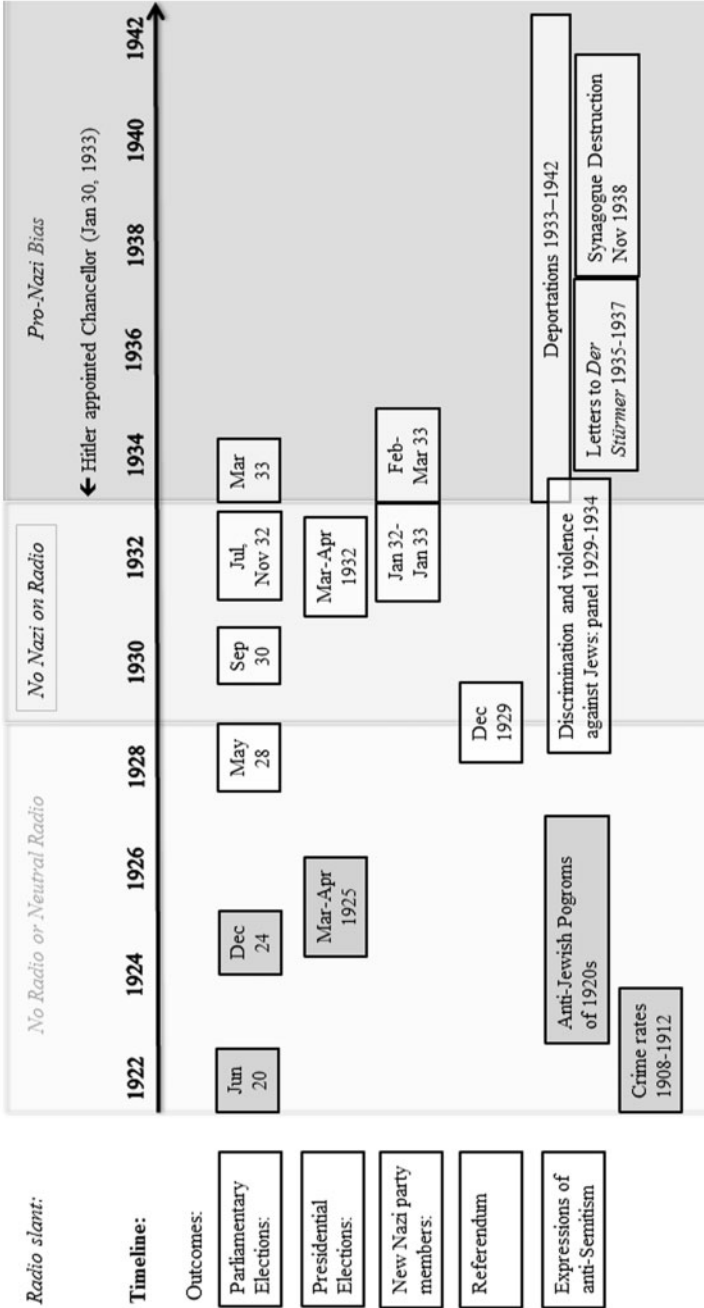 Radio slant:
No Radio or Neutral Radio
No Nazi on Radio
Pro-Nazi Bias
← Hitler appointed Chancellor (Jan 30, 1933)
Timeline:
1922
1924
1926
1928
1930
1932
1934
1936
1938
1940
1942
Outcomes:
Parliamentary
Elections:
Jun
20
Dec
24
May
28
Sep
30
Jul,
Nov 32
Mar
33
Presidential
Elections:
Mar-Apr
1925
Mar-Apr
1932
New Nazi party
members:
Jan 32-
Jan 33
Feb-
Mar 33
Referendum
Dec
1929
Expressions of
anti-Semitism
Deportations 1933–1942
Anti-Jewish Pogroms
of 1920s
Discrimination and violence
against Jews: panel 1929-1934
Letters to Der
Stürmer 1935-1937
Synagogue Destruction
Nov 1938
Crime rates
1908-1912